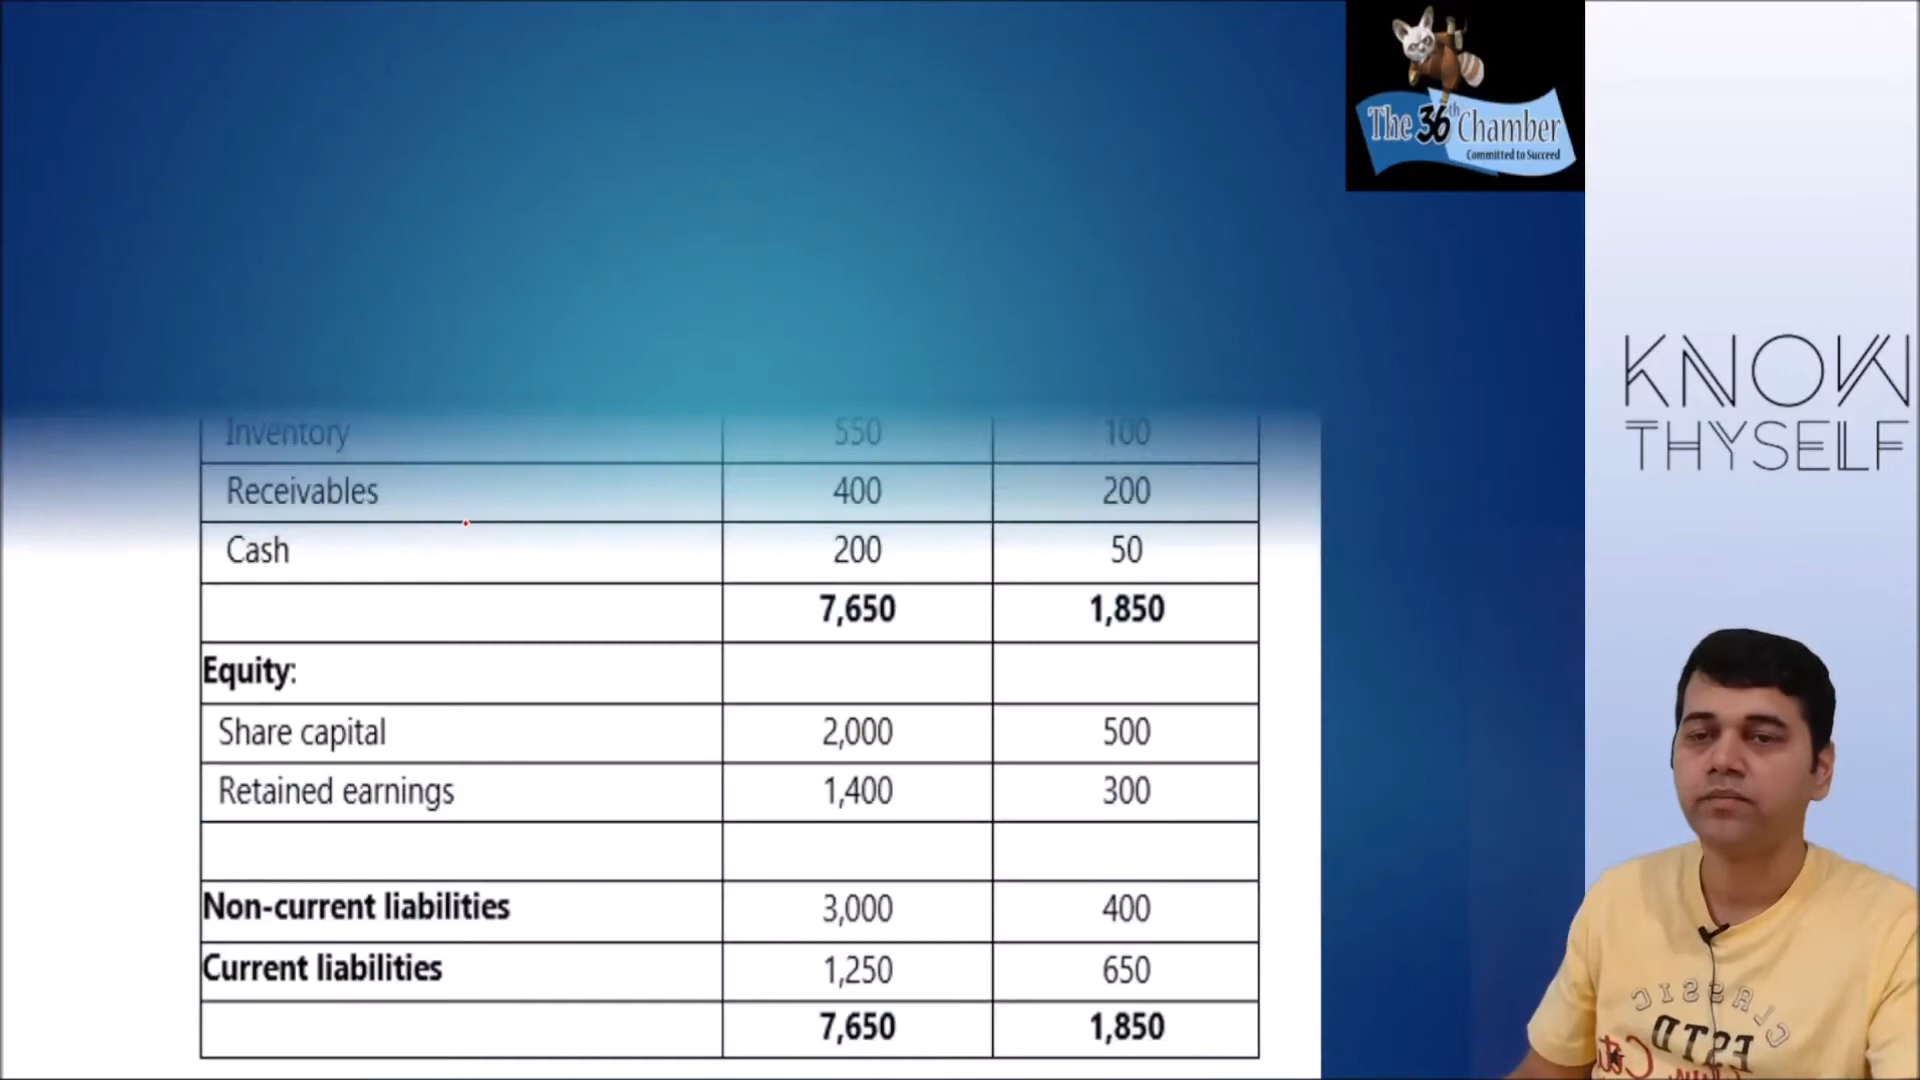 The 36th Chamber
Committed to Succeed
KNOW
THYSELF
Inventory 550 100
Receivables 400 200
Cash 200 50
7,650 1,850
Equity:
Share capital 2,000 500
Retained earnings 1,400 300
Non-current liabilities 3,000 400
Current liabilities 1,250 650
7,650 1,850
CLASSIC
ESTD